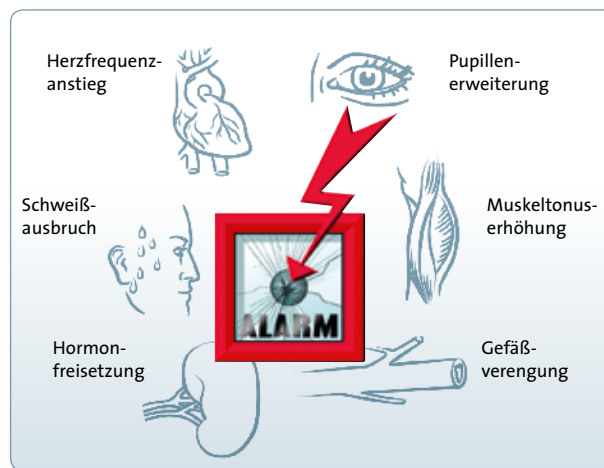 Herzfrequenz-
anstieg
Pupillen-
erweiterung
Schweiß-
ausbruch
Muskeltonus-
erhöhung
ALARM
Hormon-
freisetzung
Gefäß-
verengung